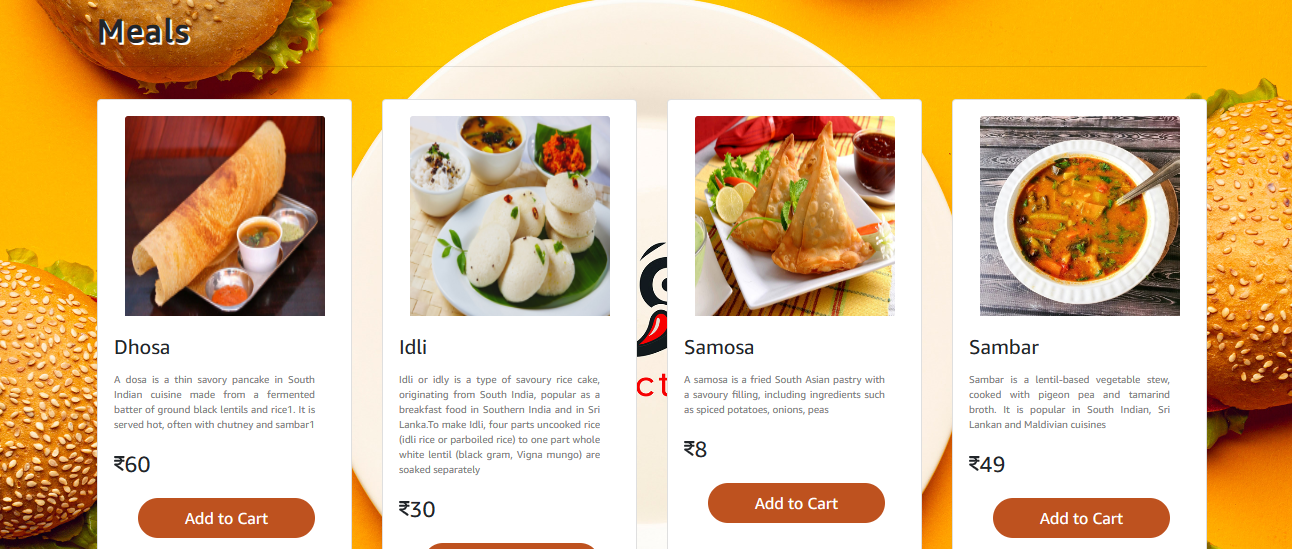 Meals
Dhosa
A dosa is a thin savory pancake in South
Indian cuisine made from a fermented
batter of ground black lentils and rice1. It is
served hot, often with chutney and sambar1
₹60
Add to Cart
Idli
Idli or idly is a type of savoury rice cake,
originating from South India, popular as a
breakfast food in Southern India and in Sri
Lanka.To make Idli, four parts uncooked rice
(idli rice or parboiled rice) to one part whole
white lentil (black gram, Vigna mungo) are
soaked separately
₹30
ct
Samosa
A samosa is a fried South Asian pastry with
a savoury filling, including ingredients such
as spiced potatoes, onions, peas
₹8
Add to Cart
Sambar
Sambar is a lentil-based vegetable stew,
cooked with pigeon pea and tamarind
broth. It is popular in South Indian, Sri
Lankan and Maldivian cuisines
₹49
Add to Cart